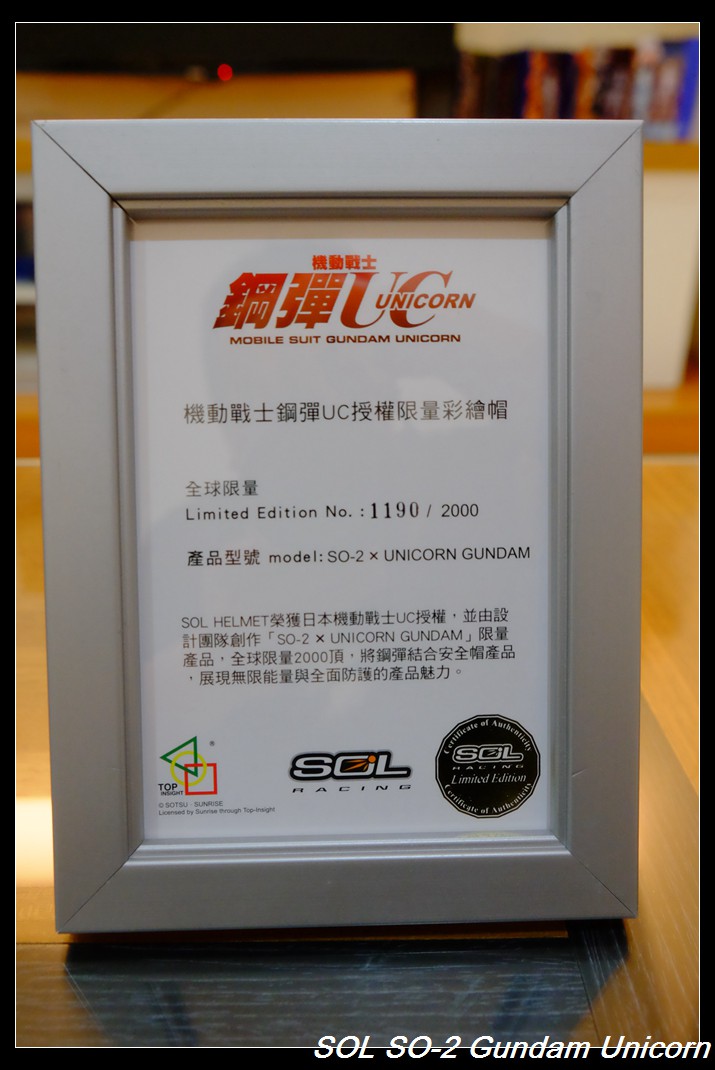 機動戰士
鋼彈UC UNICORN
MOBILE SUIT GUNDAM UNICORN
機動戰士鋼彈UC授權限量彩繪帽
全球限量
Limited Edition No. : 1190 / 2000
產品型號 model: SO-2 × UNICORN GUNDAM
SOL HELMET榮獲日本機動戰士UC授權，並由設
計團隊創作「SO-2 × UNICORN GUNDAM」限量
產品，全球限量2000頂，將鋼彈結合安全帽產品
，展現無限能量與全面防護的產品魅力。
®
TOP
INSIGHT
© SOTSU · SUNRISE
Licensed by Sunrise through Top-Insight
SOL
RACING
Certificate of Authenticity
SOL
RACING
Limited Edition
Certificate of Authenticity
SOL SO-2 Gundam Unicorn